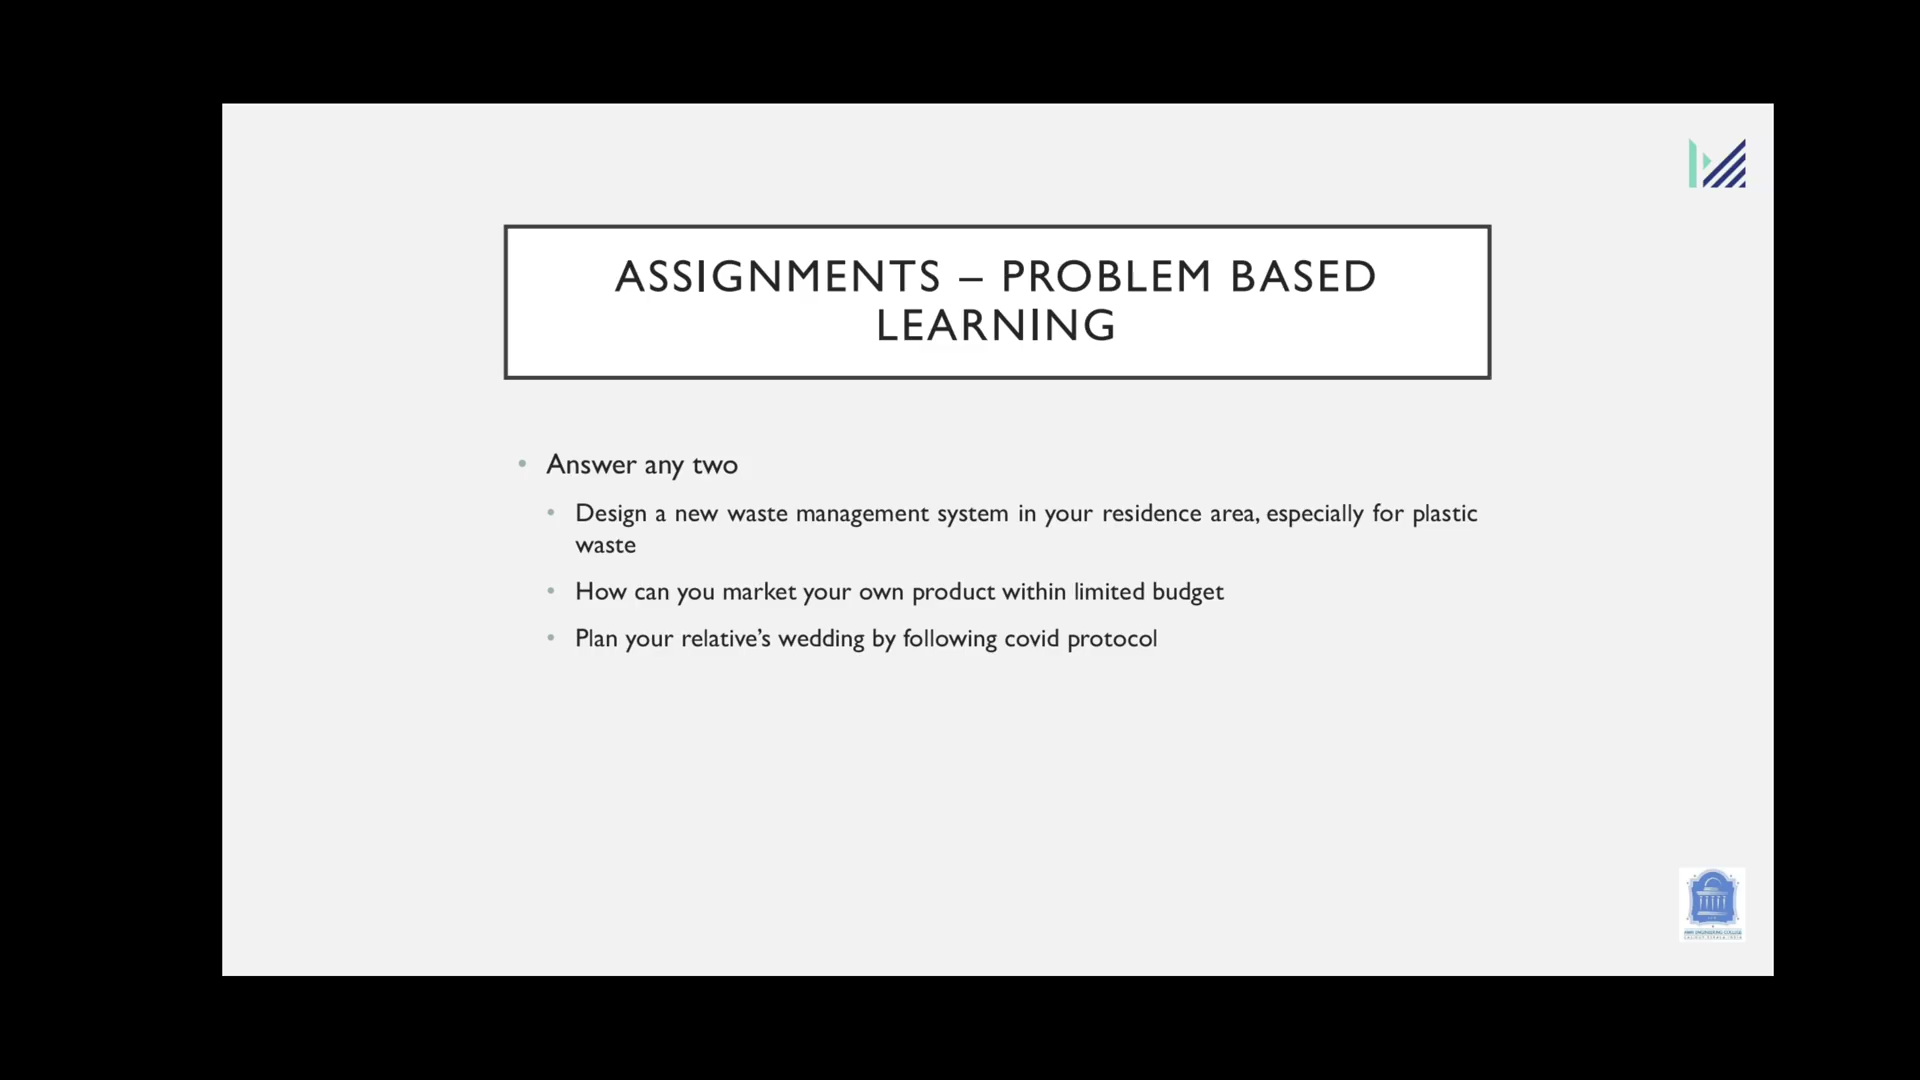 ASSIGNMENTS – PROBLEM BASED
LEARNING
• Answer any two
• Design a new waste management system in your residence area, especially for plastic
waste
• How can you market your own product within limited budget
• Plan your relative’s wedding by following covid protocol
ENGINEERING COLLEGE